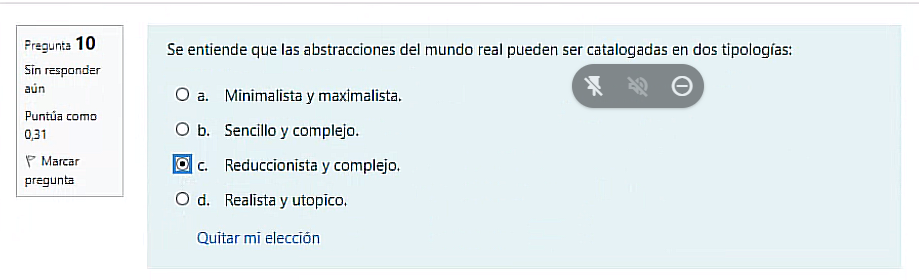 Pregunta 10
Sin responder
aún
Puntúa como
0,31
Marcar
pregunta
Se entiende que las abstracciones del mundo real pueden ser catalogadas en dos tipologías:
a. Minimalista y maximalista.
b. Sencillo y complejo.
c. Reduccionista y complejo.
d. Realista y utopico.
Quitar mi elección